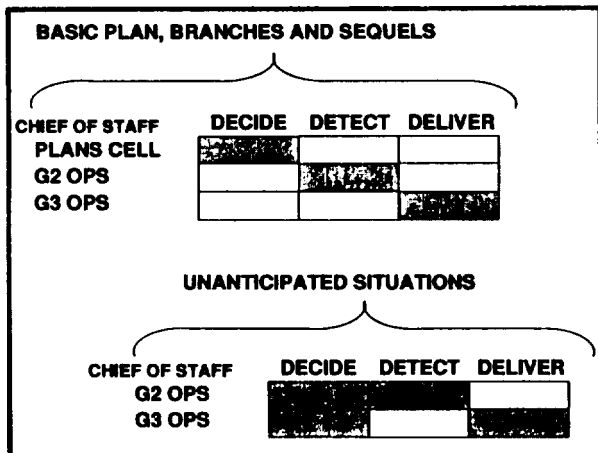 BASIC PLAN, BRANCHES AND SEQUELS
CHIEF OF STAFF DECIDE DETECT DELIVER
PLANS CELL
G2 OPS
G3 OPS
UNANTICIPATED SITUATIONS
CHIEF OF STAFF DECIDE DETECT DELIVER
G2 OPS
G3 OPS